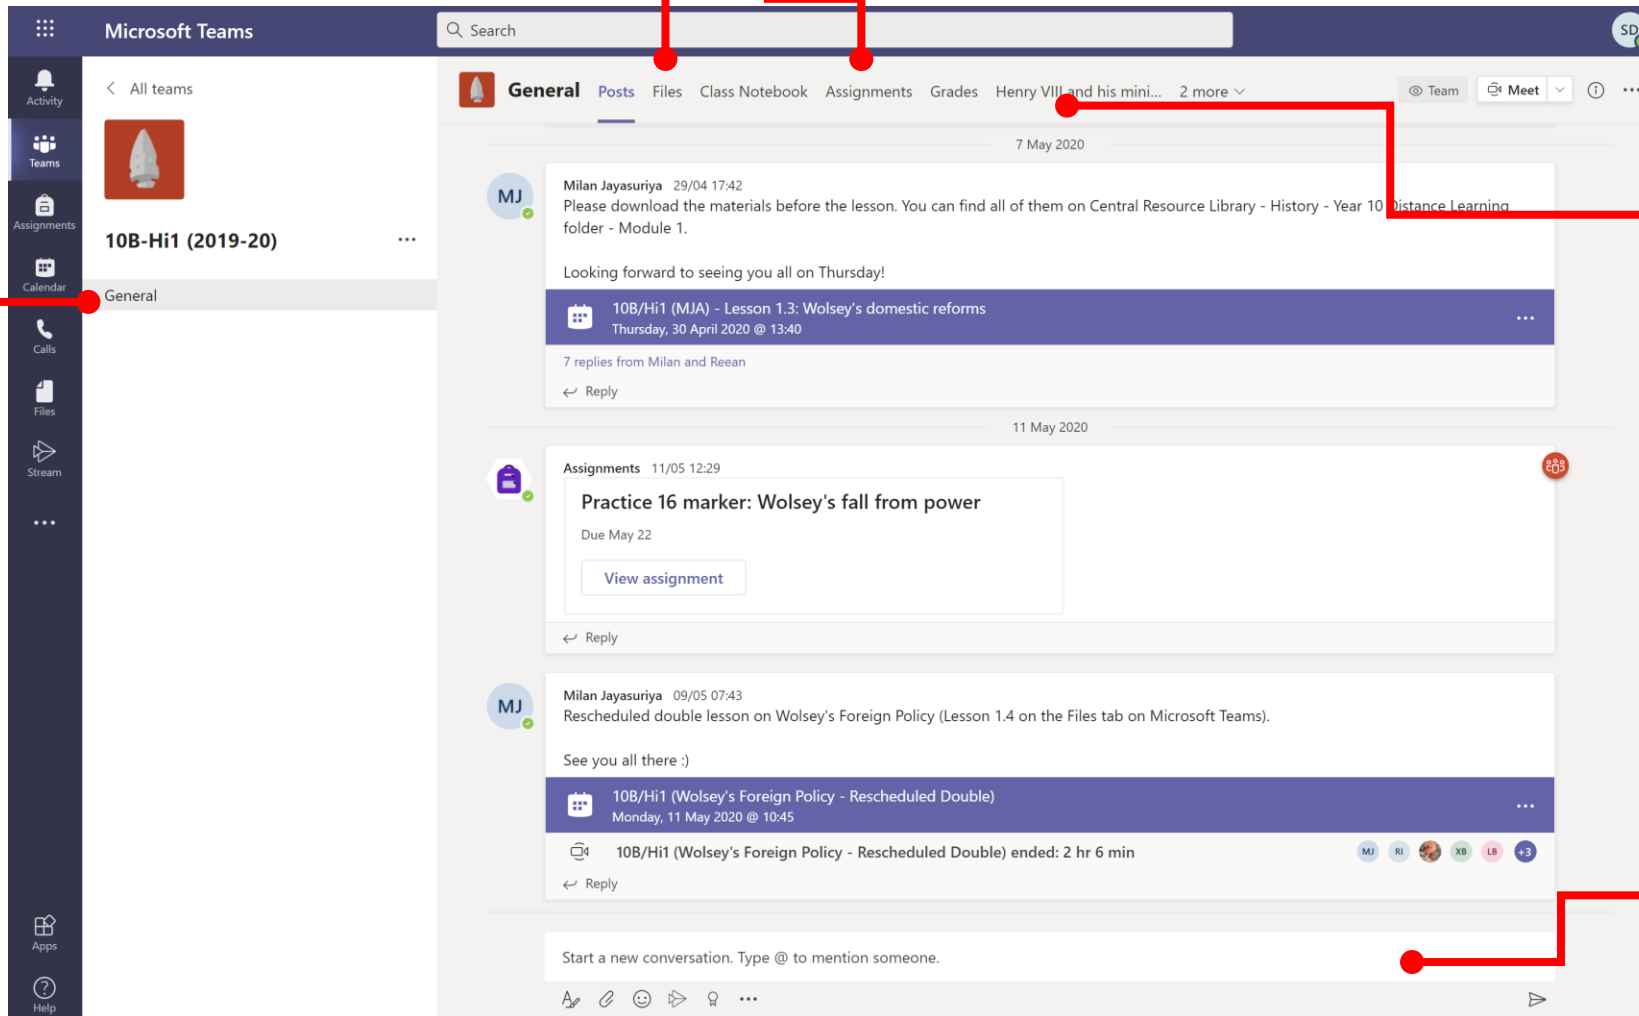 Microsoft Teams
Search
SD
Activity
Teams
Assignments
Calendar
Calls
Files
Stream
Apps
Help
All teams
10B-Hi1 (2019-20)
General
General Posts Files Class Notebook Assignments Grades Henry VIII and his mini... 2 more
Team
Meet
7 May 2020
MJ
Milan Jayasuriya 29/04 17:42
Please download the materials before the lesson. You can find all of them on Central Resource Library - History - Year 10 Distance Learning
folder - Module 1.
Looking forward to seeing you all on Thursday!
10B/Hi1 (MJA) - Lesson 1.3: Wolsey's domestic reforms
Thursday, 30 April 2020 @ 13:40
7 replies from Milan and Reean
Reply
11 May 2020
Assignments 11/05 12:29
Practice 16 marker: Wolsey's fall from power
Due May 22
View assignment
Reply
MJ
Milan Jayasuriya 09/05 07:43
Rescheduled double lesson on Wolsey's Foreign Policy (Lesson 1.4 on the Files tab on Microsoft Teams).
See you all there :)
10B/Hi1 (Wolsey's Foreign Policy - Rescheduled Double)
Monday, 11 May 2020 @ 10:45
10B/Hi1 (Wolsey's Foreign Policy - Rescheduled Double) ended: 2 hr 6 min
MJ RI XB LB +3
Reply
Start a new conversation. Type @ to mention someone.